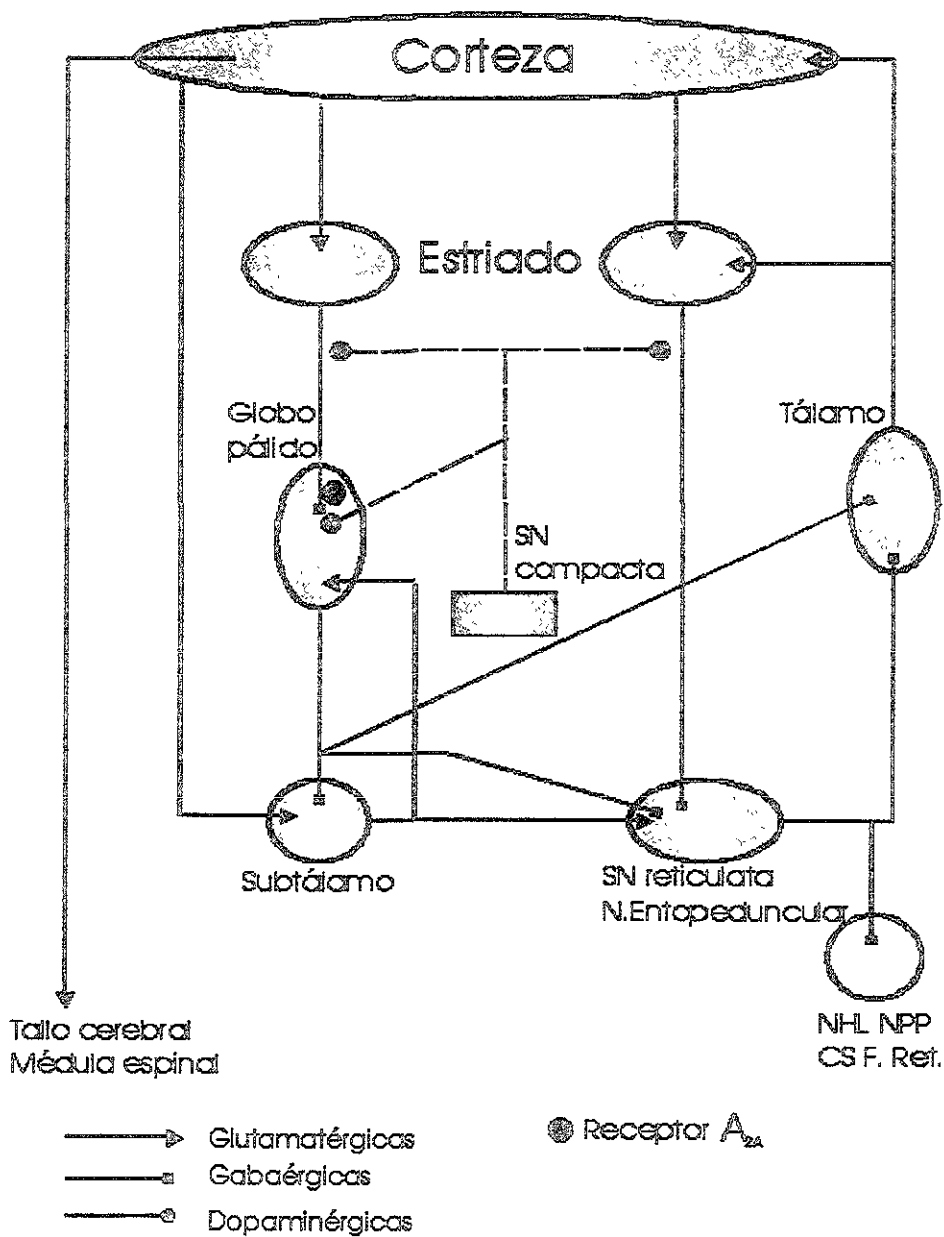 Corteza
Estriado
Globo
pálido
Tálamo
SN
compacta
Subtálamo
SN reticulata
N.Entopeduncular
Tallo cerebral
Médula espinal
NHL NPP
CS F. Ret.
Glutamatérgicas
Receptor A2A
Gabaérgicas
Dopaminérgicas